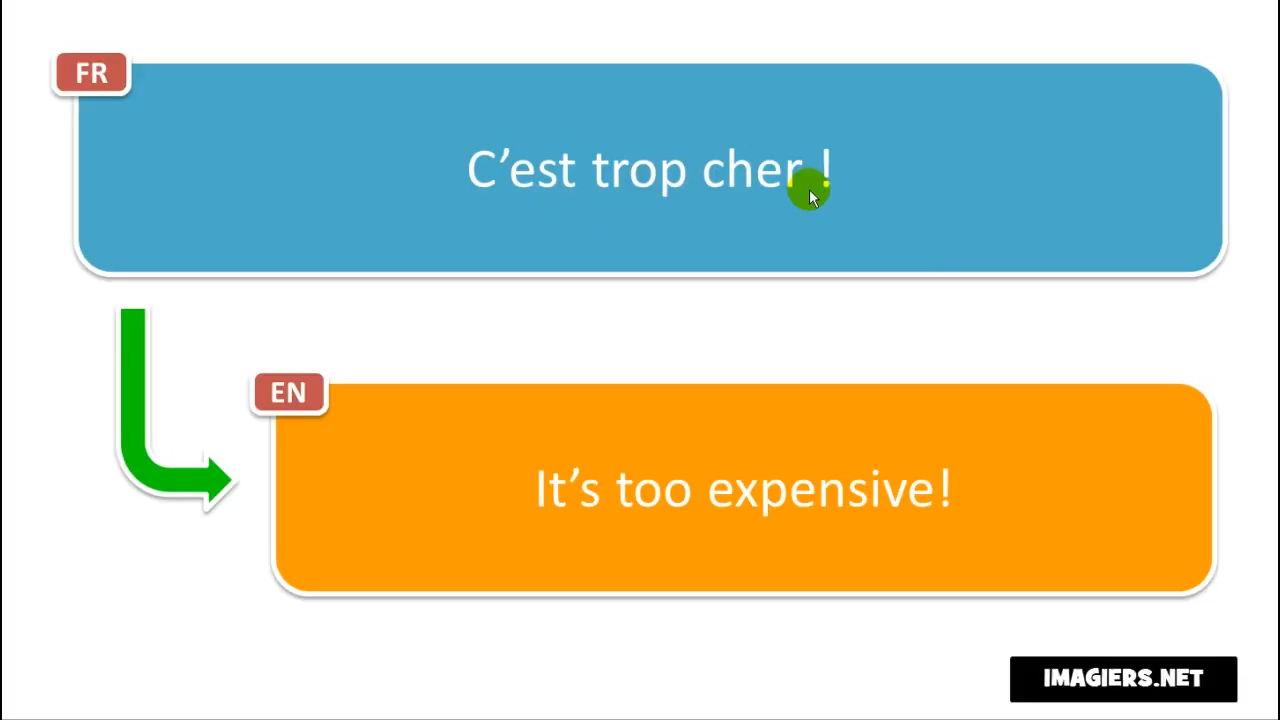 FR
C’est trop cher !
EN
It’s too expensive!
IMAGIERS.NET